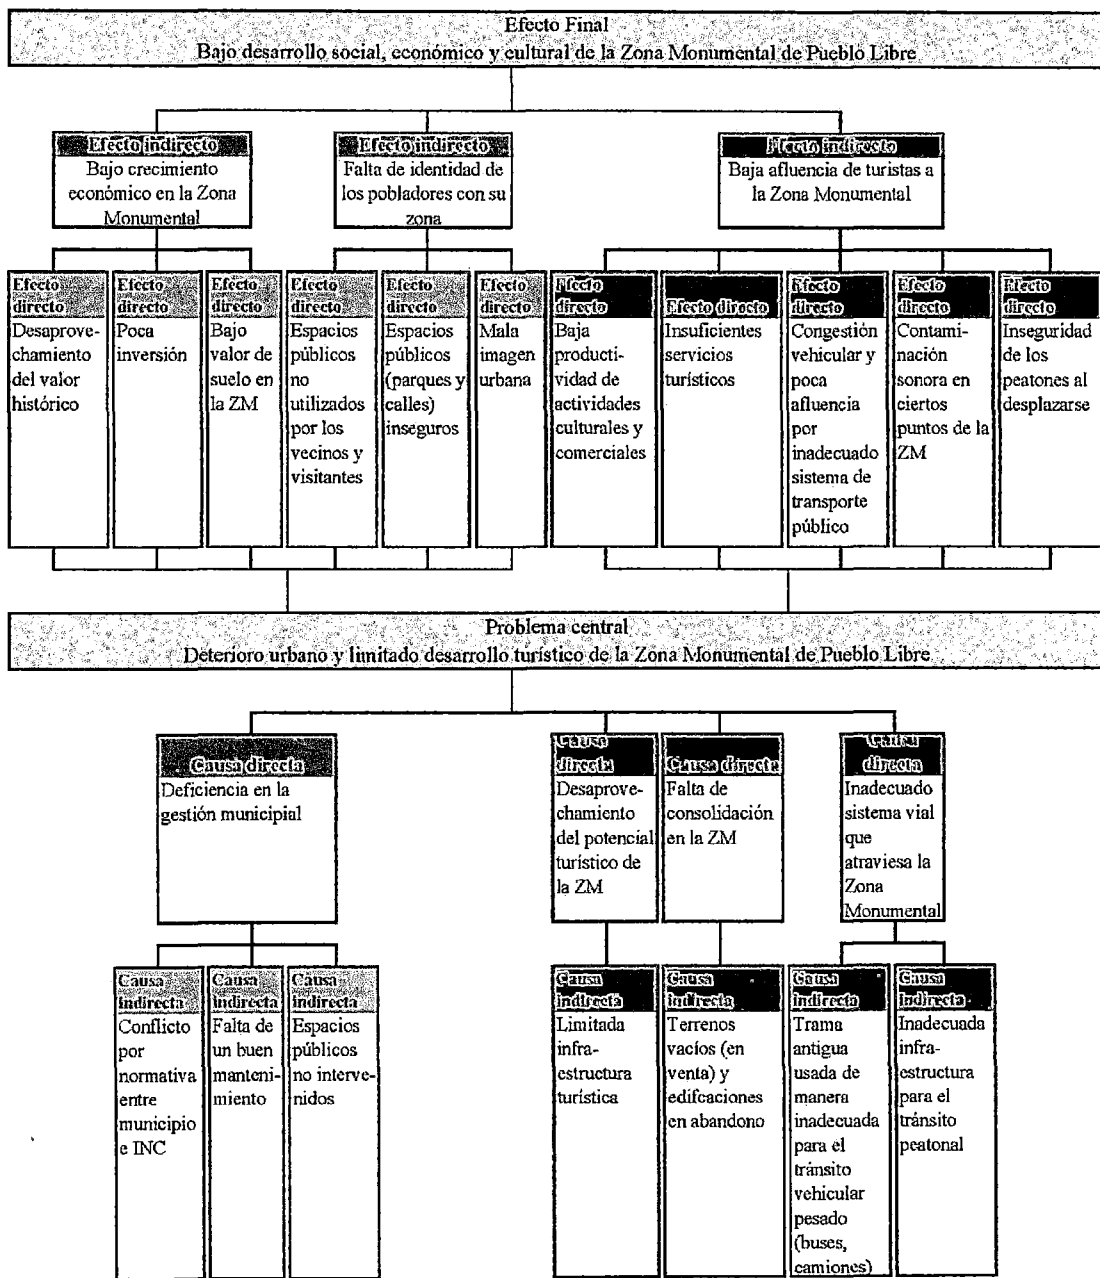 Efecto Final
Bajo desarrollo social, económico y cultural de la Zona Monumental de Pueblo Libre
Efecto indirecto
Bajo crecimiento
económico en la Zona
Monumental
Efecto indirecto
Falta de identidad de
los pobladores con su
zona
Efecto indirecto
Baja afluencia de turistas a
la Zona Monumental
Efecto
directo
Desaprove-
chamiento
del valor
histórico
Efecto
directo
Poca
inversión
Efecto
directo
Bajo
valor de
suelo en
la ZM
Efecto
directo
Espacios
públicos
no
utilizados
por los
vecinos y
visitantes
Efecto
directo
Espacios
públicos
(parques y
calles)
inseguros
Efecto
directo
Mala
imagen
urbana
Efecto
directo
Baja
producti-
vidad de
actividades
culturales y
comerciales
Efecto directo
Insuficientes
servicios
turísticos
Efecto
directo
Congestión
vehicular y
poca
afluencia
por
inadecuado
sistema de
transporte
público
Efecto
directo
Contami-
nación
sonora en
ciertos
puntos de la
ZM
Efecto
directo
Inseguridad
de los
peatones al
desplazarse
Problema central
Deterioro urbano y limitado desarrollo turístico de la Zona Monumental de Pueblo Libre
Causa directa
Deficiencia en la
gestión municipial
Causa
directa
Desaprove-
chamiento
del potencial
turístico de
la ZM
Causa directa
Falta de
consolidación
en la ZM
Causa
directa
Inadecuado
sistema vial
que
atraviesa la
Zona
Monumental
Causa
indirecta
Conflicto
por
normativa
entre
municipio
e INC
Causa
indirecta
Falta de
un buen
manteni-
miento
Causa
indirecta
Espacios
públicos
no interve-
nidos
Causa
indirecta
Limitada
infra-
estructura
turística
Causa
indirecta
Terrenos
vacíos (en
venta) y
edifcaciones
en abandono
Causa
indirecta
Trama
antigua
usada de
manera
inadecuada
para el
tránsito
vehicular
pesado
(buses,
camiones)
Causa
indirecta
Inadecuada
infra-
estructura
para el
tránsito
peatonal